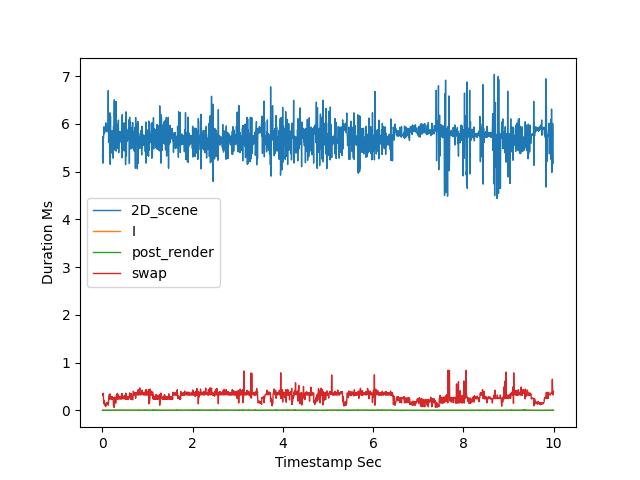 7
6
5
4
3
2
1
0
Duration Ms
2D_scene
I
post_render
swap
0 2 4 6 8 10
Timestamp Sec